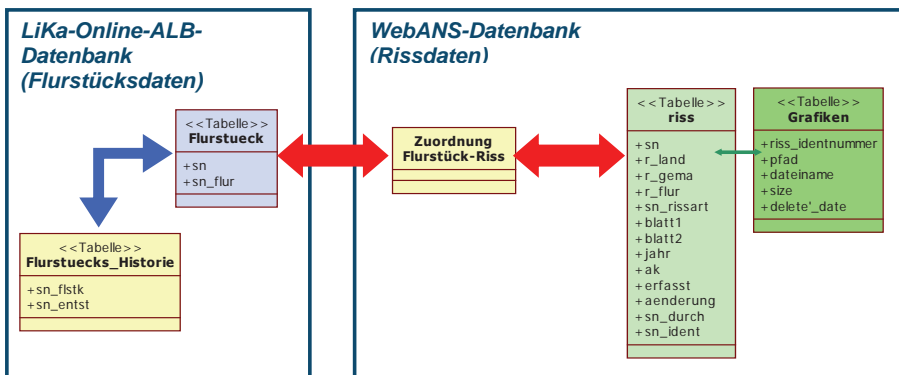 LiKa-Online-ALB-
Datenbank
(Flurstücksdaten)
<<Tabelle>>
Flurstueck
+sn
+sn_flur
<<Tabelle>>
Flurstuecks_Historie
+sn_flstk
+sn_entst
WebANS-Datenbank
(Rissdaten)
Zuordnung
Flurstück-Riss
<<Tabelle>>
riss
+sn
+r_land
+r_gema
+r_flur
+sn_rissart
+blatt1
+blatt2
+jahr
+ak
+erfasst
+aenderung
+sn_durch
+sn_ident
<<Tabelle>>
Grafiken
+riss_identnummer
+pfad
+dateiname
+size
+delete'_date